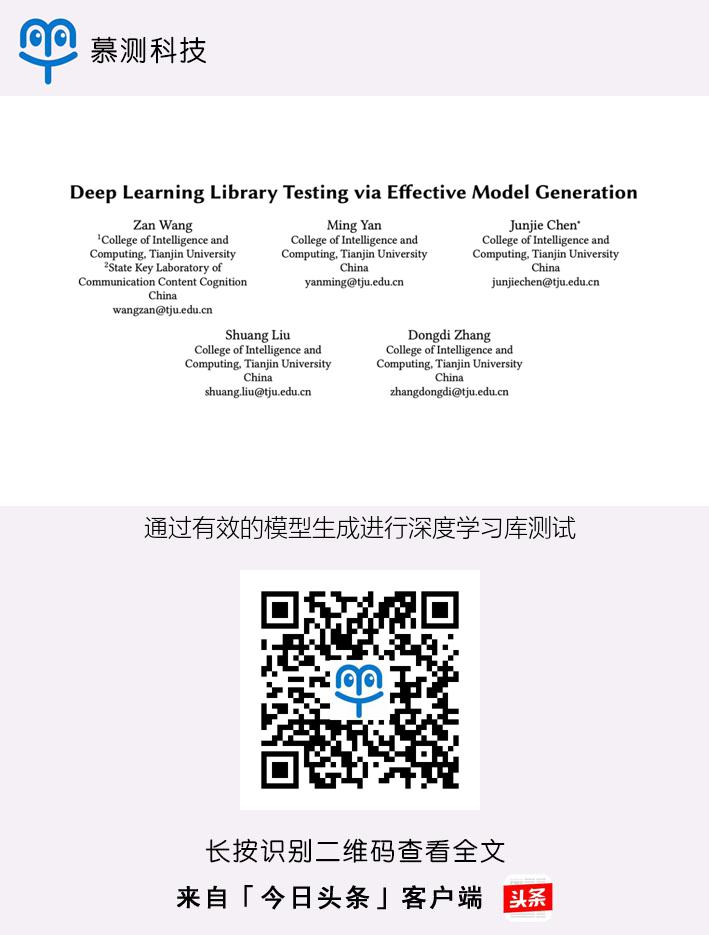 慕测科技
Deep Learning Library Testing via Effective Model Generation
Zan Wang
¹College of Intelligence and
Computing, Tianjin University
²State Key Laboratory of
Communication Content Cognition
China
wangzan@tju.edu.cn
Ming Yan
College of Intelligence and
Computing, Tianjin University
China
yanming@tju.edu.cn
Junjie Chen*
College of Intelligence and
Computing, Tianjin University
China
junjiechen@tju.edu.cn
Shuang Liu
College of Intelligence and
Computing, Tianjin University
China
shuang.liu@tju.edu.cn
Dongdi Zhang
College of Intelligence and
Computing, Tianjin University
China
zhangdongdi@tju.edu.cn
通过有效的模型生成进行深度学习库测试
长按识别二维码查看全文
来自「今日头条」客户端
头条